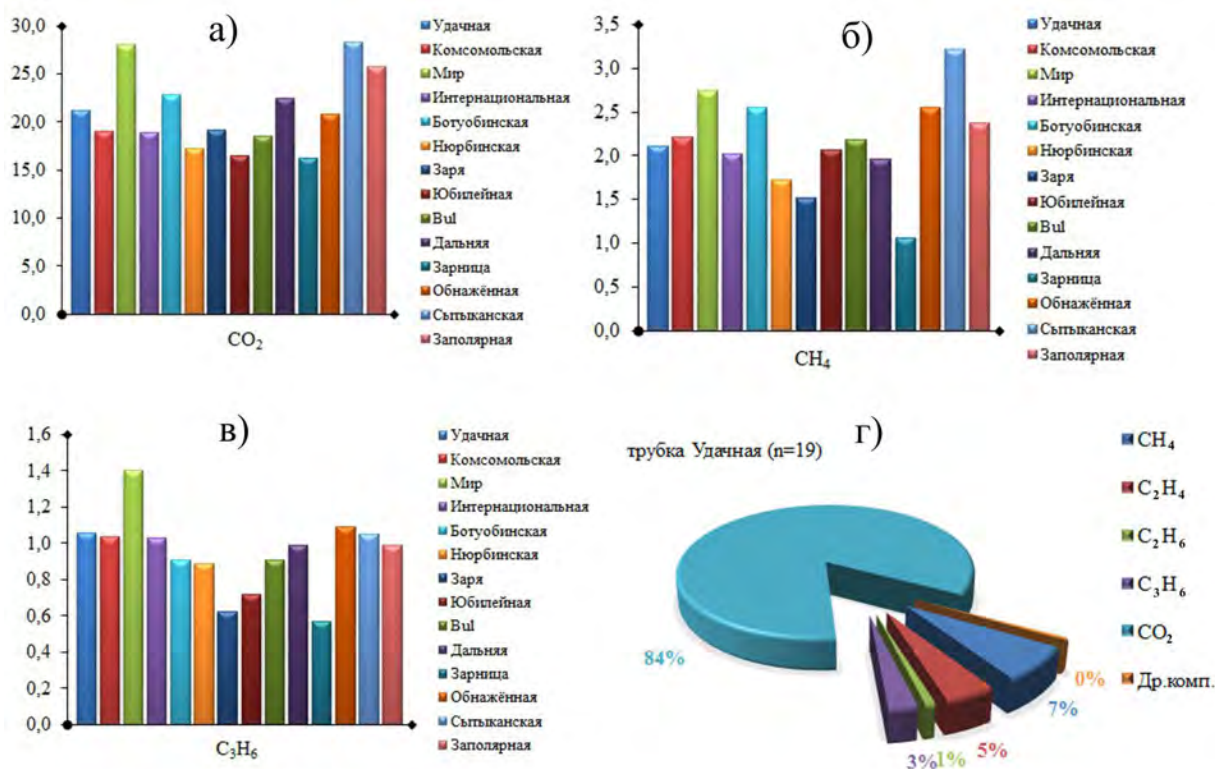 а)
30,0
25,0
20,0
15,0
10,0
5,0
0,0
CO₂
Удачная
Комсомольская
Мир
Интернациональная
Ботуобинская
Нюрбинская
Заря
Юбилейная
Bul
Дальняя
Зарница
Обнажённая
Сытыканская
Заполярная
б)
3,5
3,0
2,5
2,0
1,5
1,0
0,5
0,0
CH₄
Удачная
Комсомольская
Мир
Интернациональная
Ботуобинская
Нюрбинская
Заря
Юбилейная
Bul
Дальняя
Зарница
Обнажённая
Сытыканская
Заполярная
в)
1,6
1,4
1,2
1,0
0,8
0,6
0,4
0,2
0,0
C₃H₆
Удачная
Комсомольская
Мир
Интернациональная
Ботуобинская
Нюрбинская
Заря
Юбилейная
Bul
Дальняя
Зарница
Обнажённая
Сытыканская
Заполярная
г)
трубка Удачная (n=19)
84%
3%
1%
5%
7%
0%
CH₄
C₂H₄
C₂H₆
C₃H₆
CO₂
Др.комп.